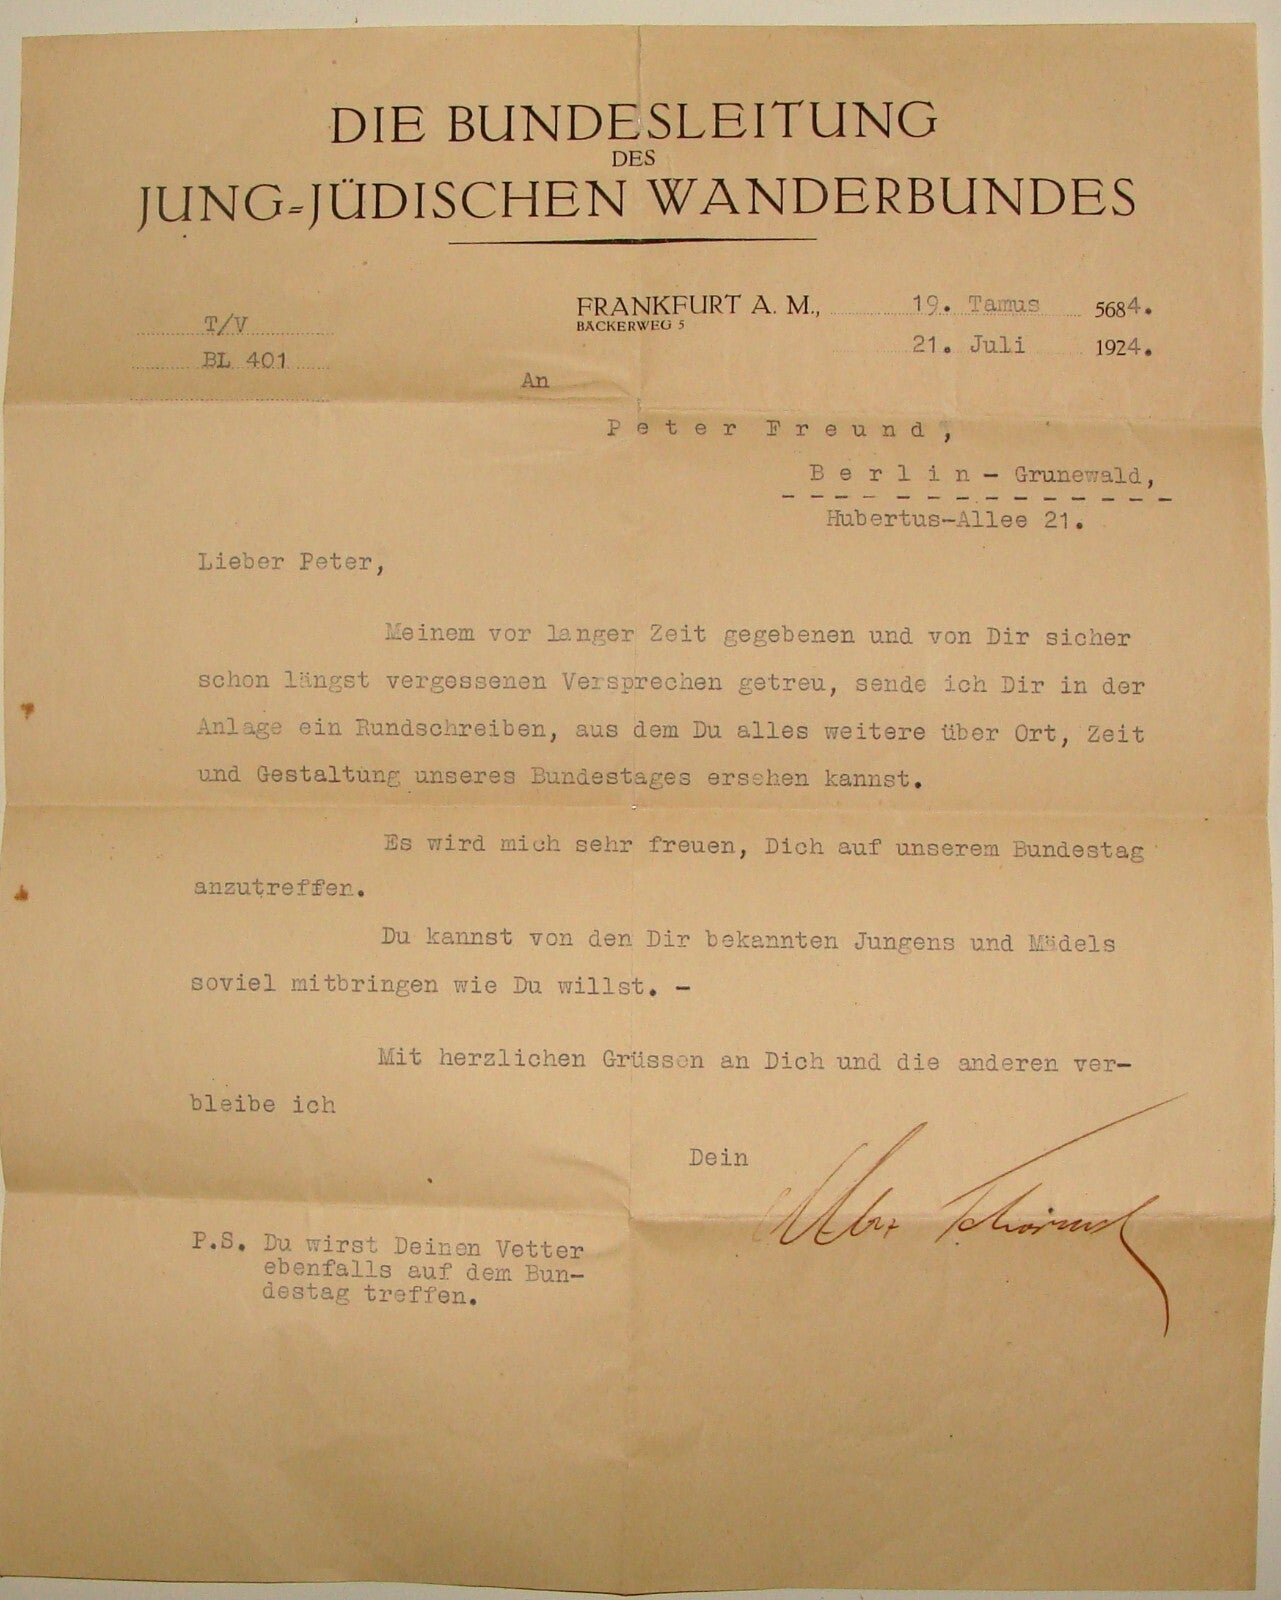 DIE BUNDESLEITUNG
DES
JUNG=JÜDISCHEN WANDERBUNDES
FRANKFURT A. M., 19. Tamus 5684.
BÄCKERWEG 5
21. Juli 1924.
T/V
BL 401
An
Peter Freund,
Berlin - Grunewald,
Hubertus-Allee 21.
Lieber Peter,
Meinem vor langer Zeit gegebenen und von Dir sicher
schon längst vergessenen Versprechen getreu, sende ich Dir in der
Anlage ein Rundschreiben, aus dem Du alles weitere über Ort, Zeit
und Gestaltung unseres Bundestages ersehen kannst.
Es wird mich sehr freuen, Dich auf unserem Bundestag
anzutreffen.
Du kannst von den Dir bekannten Jungens und Mädels
soviel mitbringen wie Du willst. -
Mit herzlichen Grüssen an Dich und die anderen ver-
bleibe ich
Dein
P.S. Du wirst Deinen Vetter
ebenfalls auf dem Bun-
destag treffen.